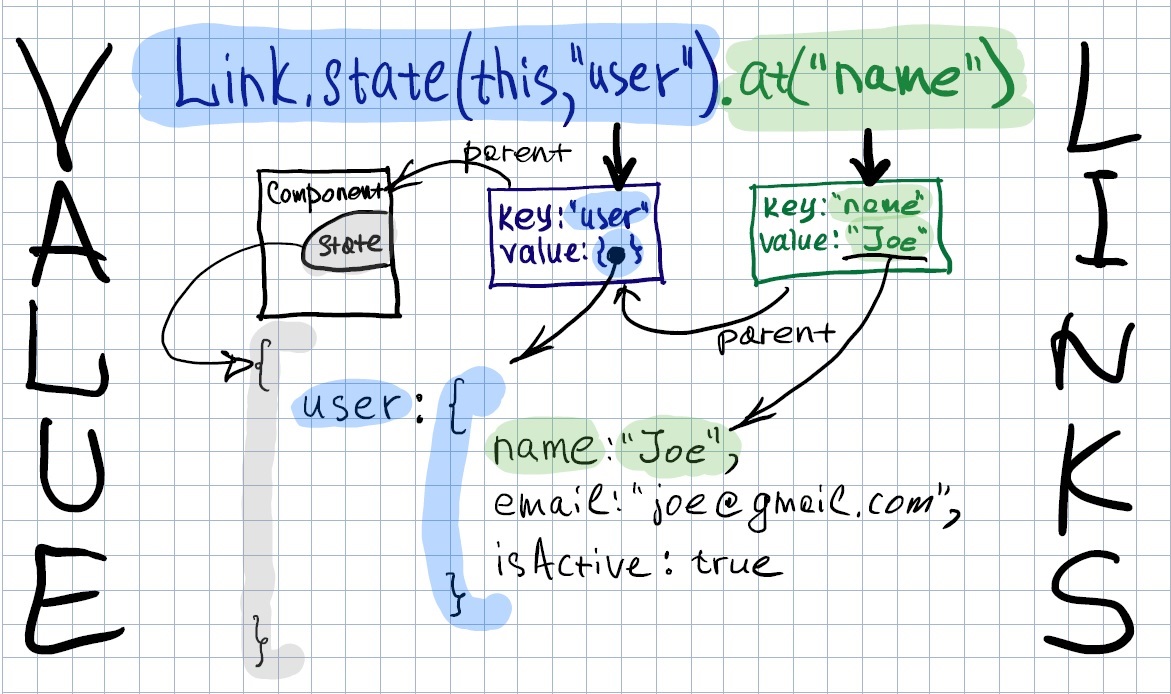 VALUE
Link.state(this,"user").at("name")
parent
Component
state
key:"user"
value:{ }
key:"name"
value:"Joe"
parent
{
user: {
name:"Joe",
email:"joe@gmail.com",
isActive: true
}
}
LINKS